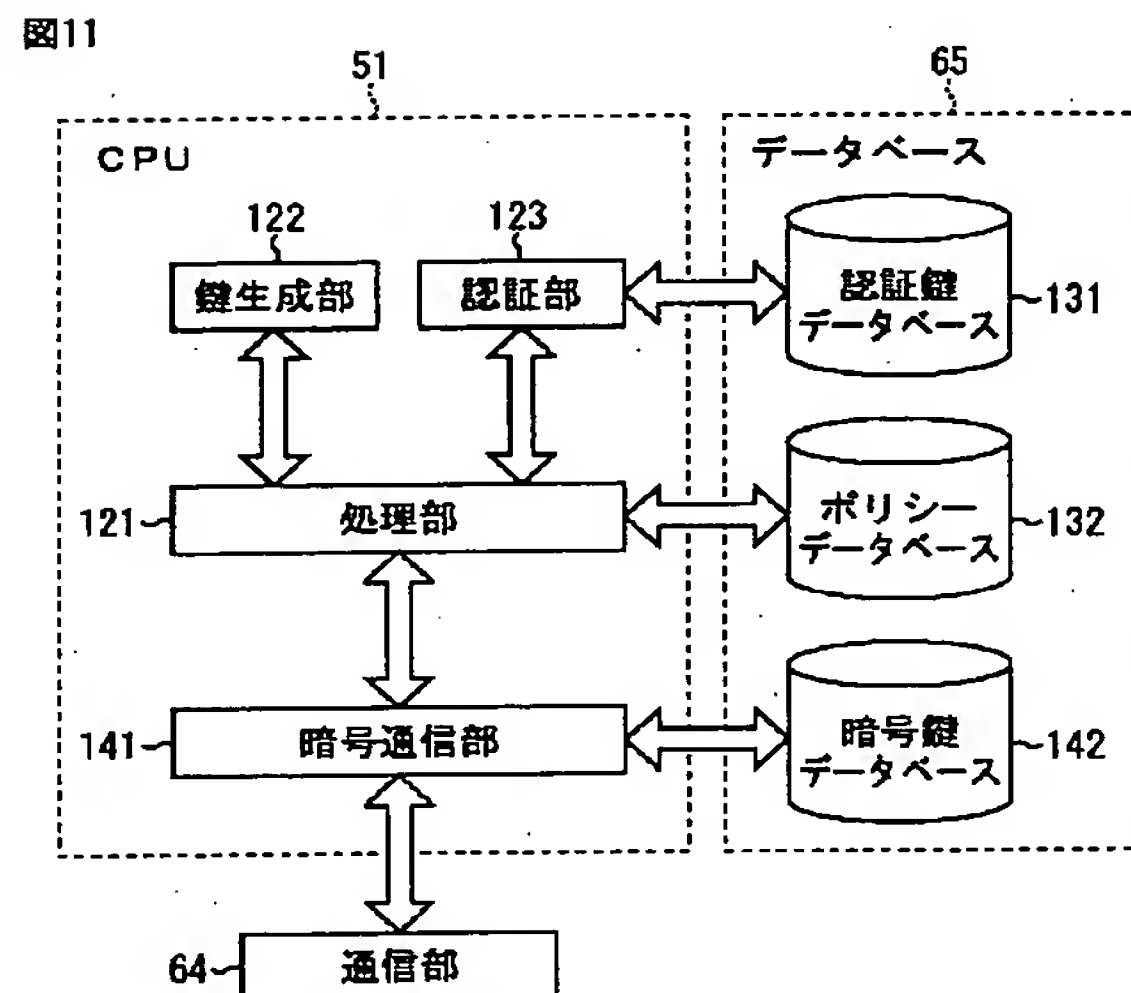 図11
51
65
CPU
データベース
122
123
鍵生成部
認証部
認証鍵
データベース
131
121
処理部
ポリシー
データベース
132
141
暗号通信部
暗号鍵
データベース
142
64
通信部